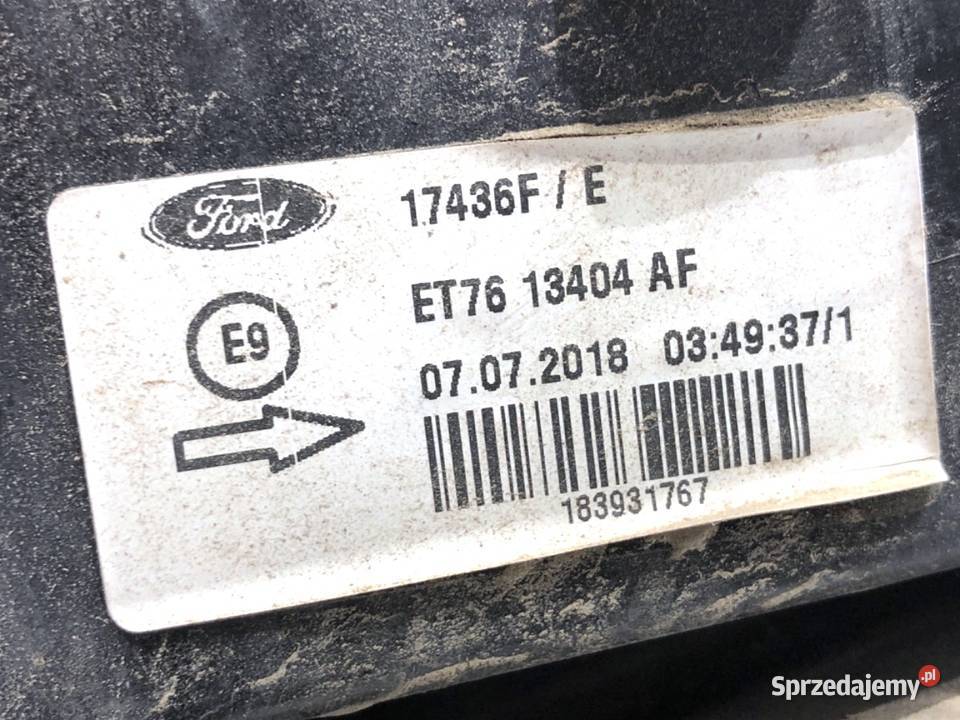 Ford
17436F / E
ET76 13404 AF
E9
07.07.2018 03:49:37/1
183931767
Sprzedajemy.pl